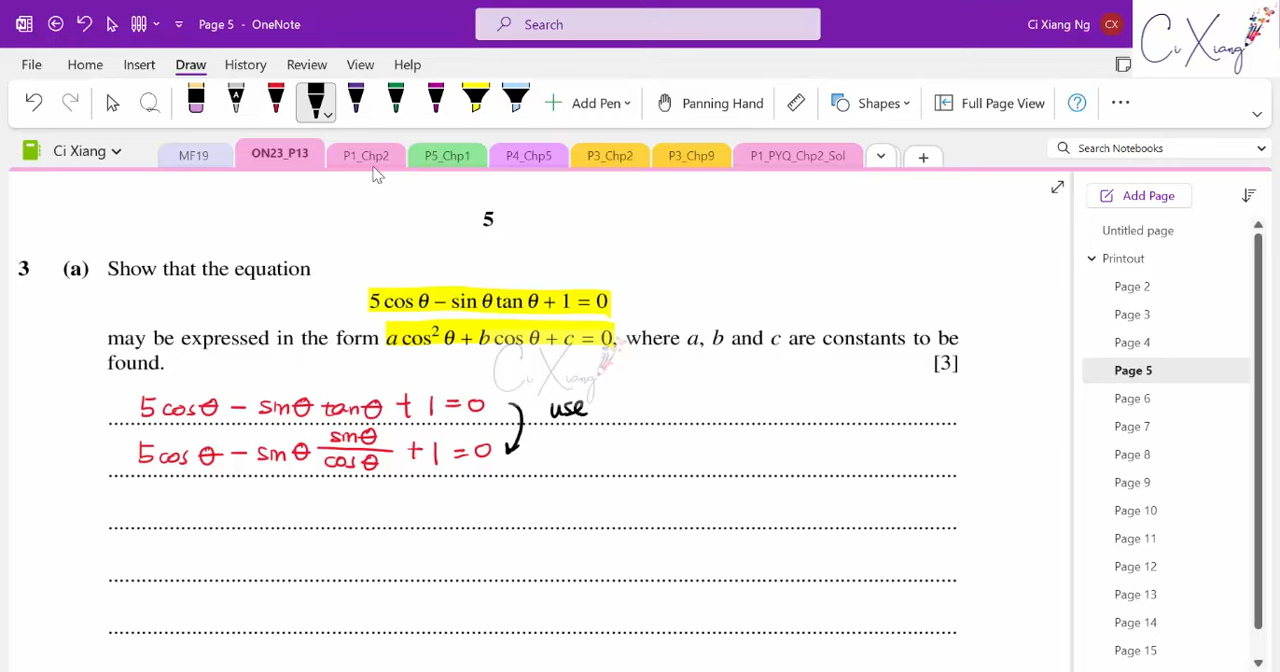 Page 5 - OneNote
Search
Ci Xiang Ng
CX
Ci Xiang
File Home Insert Draw History Review View Help
Add Pen
Panning Hand
Shapes
Full Page View
Ci Xiang
MF19
ON23_P13
P1_Chp2
P5_Chp1
P4_Chp5
P3_Chp2
P3_Chp9
P1_PYQ_Chp2_Sol
Search Notebooks
Add Page
Untitled page
Printout
Page 2
Page 3
Page 4
Page 5
Page 6
Page 7
Page 8
Page 9
Page 10
Page 11
Page 12
Page 13
Page 14
Page 15
5
3 (a) Show that the equation
5 cos θ − sin θ tan θ + 1 = 0
may be expressed in the form a cos² θ + b cos θ + c = 0, where a, b and c are constants to be
found. [3]
Ci Xiang
5 cos θ − sin θ tan θ + 1 = 0 use
5 cos θ − sin θ sin θ / cos θ + 1 = 0